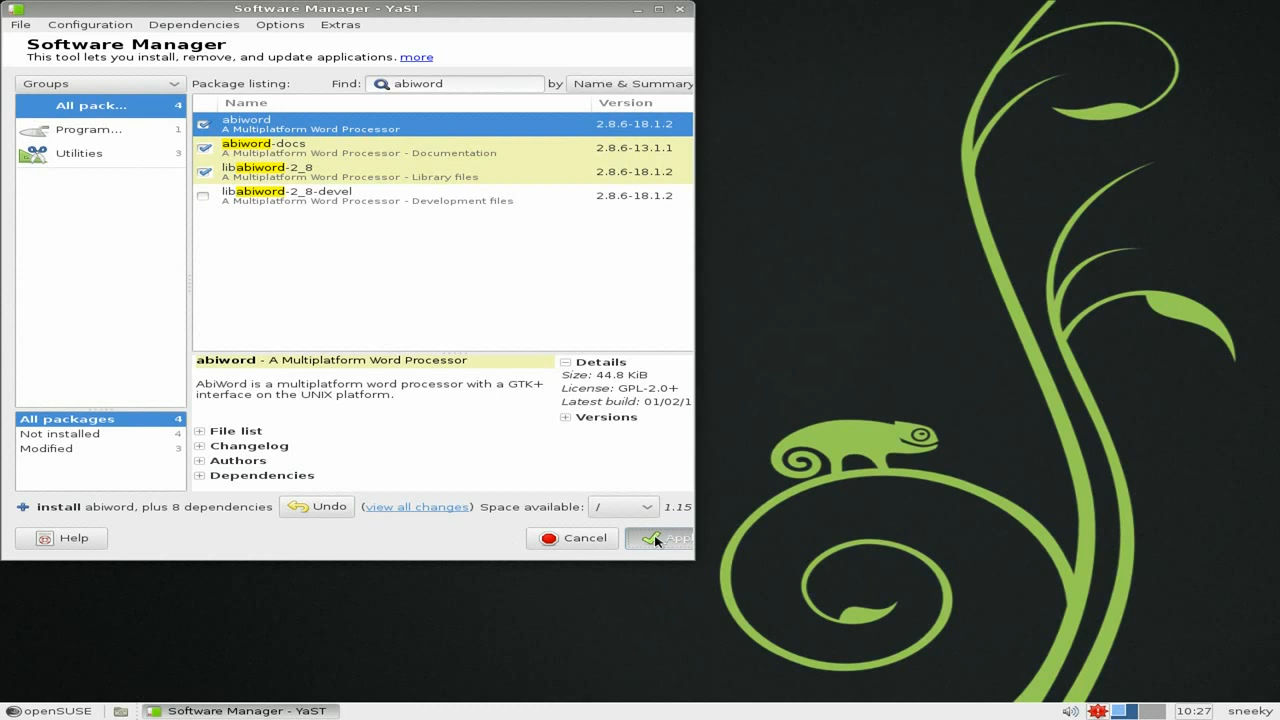 Software Manager - YaST
File Configuration Dependencies Options Extras
Software Manager
This tool lets you install, remove, and update applications. more
Groups
Package listing: Find: abiword by Name & Summary
All pack... 4
Program... 1
Utilities 3
Name Version
abiword 2.8.6-18.1.2
A Multiplatform Word Processor
abiword-docs 2.8.6-13.1.1
A Multiplatform Word Processor - Documentation
libabiword-2_8 2.8.6-18.1.2
A Multiplatform Word Processor - Library files
libabiword-2_8-devel 2.8.6-18.1.2
A Multiplatform Word Processor - Development files
abiword - A Multiplatform Word Processor
AbiWord is a multiplatform word processor with a GTK+
interface on the UNIX platform.
File list
Changelog
Authors
Dependencies
Details
Size: 44.8 KiB
License: GPL-2.0+
Latest build: 01/02/1
Versions
All packages 4
Not installed 4
Modified 3
install abiword, plus 8 dependencies Undo (view all changes) Space available: / 1.15
Help Cancel Appl
openSUSE Software Manager - YaST 10:27 sneeky